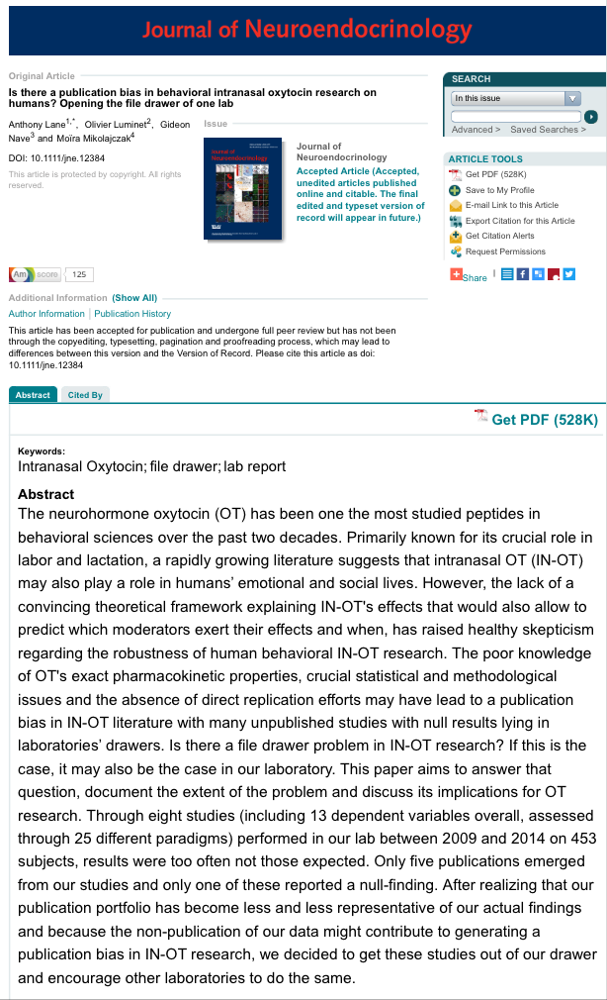 Journal of Neuroendocrinology
Original Article
Is there a publication bias in behavioral intranasal oxytocin research on
humans? Opening the file drawer of one lab
Anthony Lane1,*, Olivier Luminet2, Gideon
Nave3 and Moïra Mikolajczak4
DOI: 10.1111/jne.12384
This article is protected by copyright. All rights
reserved.
Issue
Journal of
Neuroendocrinology
Accepted Article (Accepted,
unedited articles published
online and citable. The final
edited and typeset version of
record will appear in future.)
SEARCH
In this issue
Advanced > Saved Searches >
ARTICLE TOOLS
Get PDF (528K)
Save to My Profile
E-mail Link to this Article
Export Citation for this Article
Get Citation Alerts
Request Permissions
Share
Am score 125
Additional Information (Show All)
Author Information | Publication History
This article has been accepted for publication and undergone full peer review but has not been
through the copyediting, typesetting, pagination and proofreading process, which may lead to
differences between this version and the Version of Record. Please cite this article as doi:
10.1111/jne.12384
Abstract Cited By
Get PDF (528K)
Keywords:
Intranasal Oxytocin; file drawer; lab report
Abstract
The neurohormone oxytocin (OT) has been one the most studied peptides in
behavioral sciences over the past two decades. Primarily known for its crucial role in
labor and lactation, a rapidly growing literature suggests that intranasal OT (IN-OT)
may also play a role in humans’ emotional and social lives. However, the lack of a
convincing theoretical framework explaining IN-OT's effects that would also allow to
predict which moderators exert their effects and when, has raised healthy skepticism
regarding the robustness of human behavioral IN-OT research. The poor knowledge
of OT's exact pharmacokinetic properties, crucial statistical and methodological
issues and the absence of direct replication efforts may have lead to a publication
bias in IN-OT literature with many unpublished studies with null results lying in
laboratories’ drawers. Is there a file drawer problem in IN-OT research? If this is the
case, it may also be the case in our laboratory. This paper aims to answer that
question, document the extent of the problem and discuss its implications for OT
research. Through eight studies (including 13 dependent variables overall, assessed
through 25 different paradigms) performed in our lab between 2009 and 2014 on 453
subjects, results were too often not those expected. Only five publications emerged
from our studies and only one of these reported a null-finding. After realizing that our
publication portfolio has become less and less representative of our actual findings
and because the non-publication of our data might contribute to generating a
publication bias in IN-OT research, we decided to get these studies out of our drawer
and encourage other laboratories to do the same.